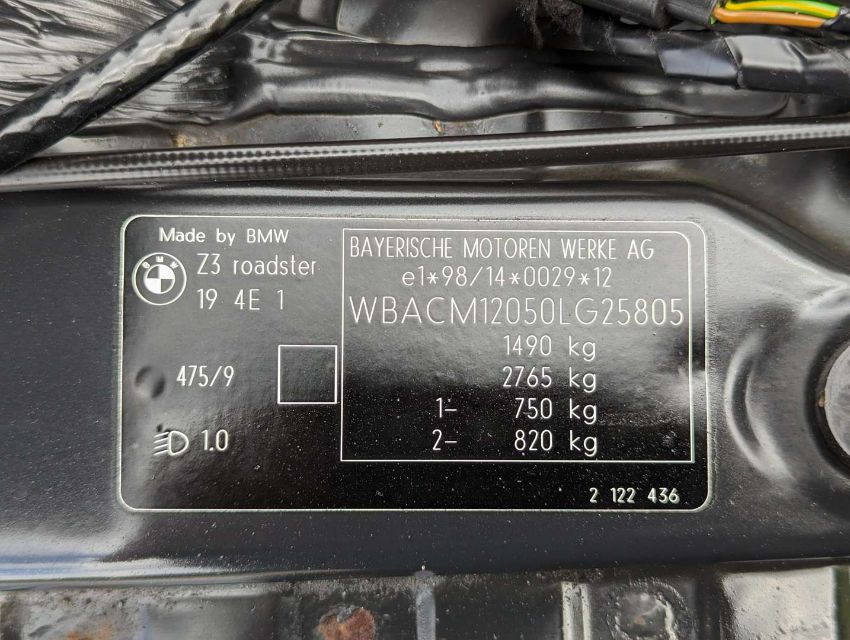 Made by BMW
BMW
Z3 roadster
19 4E 1
475/9
1.0
BAYERISCHE MOTOREN WERKE AG
e1*98/14*0029*12
WBACM12050LG25805
1490 kg
2765 kg
1- 750 kg
2- 820 kg
2 122 436